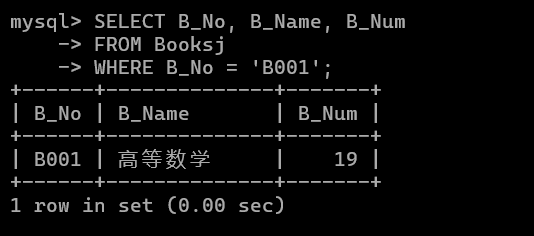 mysql> SELECT B_No, B_Name, B_Num
    -> FROM Booksj
    -> WHERE B_No = 'B001';
+------+--------------+-------+
| B_No | B_Name       | B_Num |
+------+--------------+-------+
| B001 | 高等数学     |    19 |
+------+--------------+-------+
1 row in set (0.00 sec)